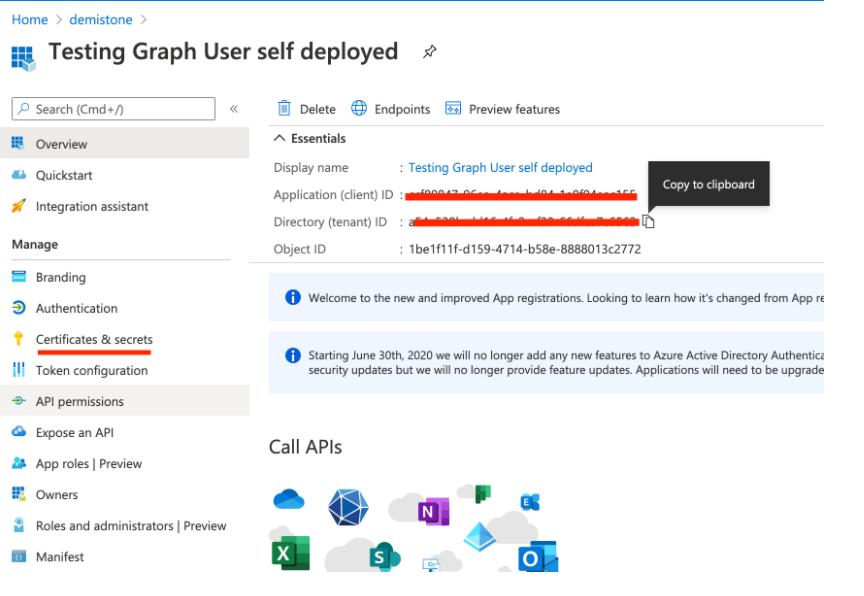 Home > demistone >
Testing Graph User self deployed
Search (Cmd+/)
«
Delete
Endpoints
Preview features
Overview
Quickstart
Integration assistant
Manage
Branding
Authentication
Certificates & secrets
Token configuration
API permissions
Expose an API
App roles | Preview
Owners
Roles and administrators | Preview
Manifest
Essentials
Display name : Testing Graph User self deployed
Application (client) ID :
Directory (tenant) ID :
Object ID : 1be1f11f-d159-4714-b58e-8888013c2772
Copy to clipboard
Welcome to the new and improved App registrations. Looking to learn how it's changed from App re
Starting June 30th, 2020 we will no longer add any new features to Azure Active Directory Authentica
security updates but we will no longer provide feature updates. Applications will need to be upgrade
Call APIs
N
E
X
S
O